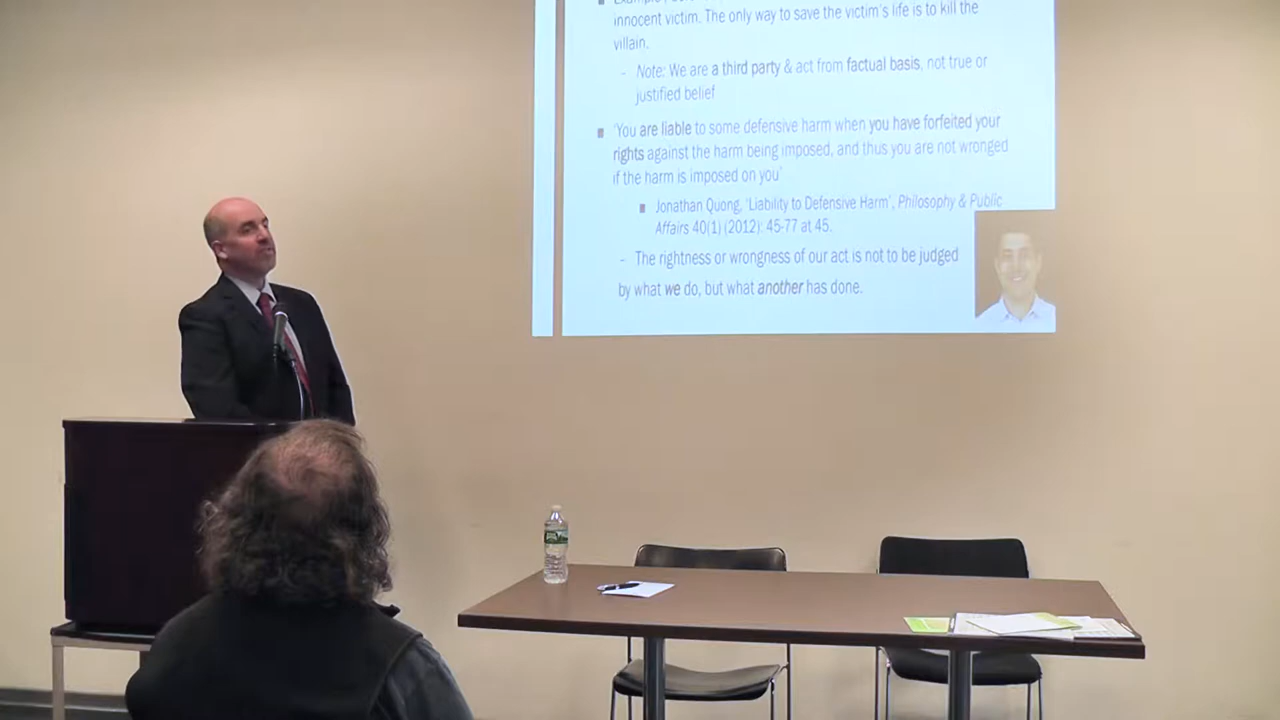 innocent victim. The only way to save the victim's life is to kill the
villain.
- Note: We are a third party & act from factual basis, not true or
justified belief
'You are liable to some defensive harm when you have forfeited your
rights against the harm being imposed, and thus you are not wronged
if the harm is imposed on you'
Jonathan Quong, 'Liability to Defensive Harm', Philosophy & Public
Affairs 40(1) (2012): 45-77 at 45.
- The rightness or wrongness of our act is not to be judged
by what we do, but what another has done.